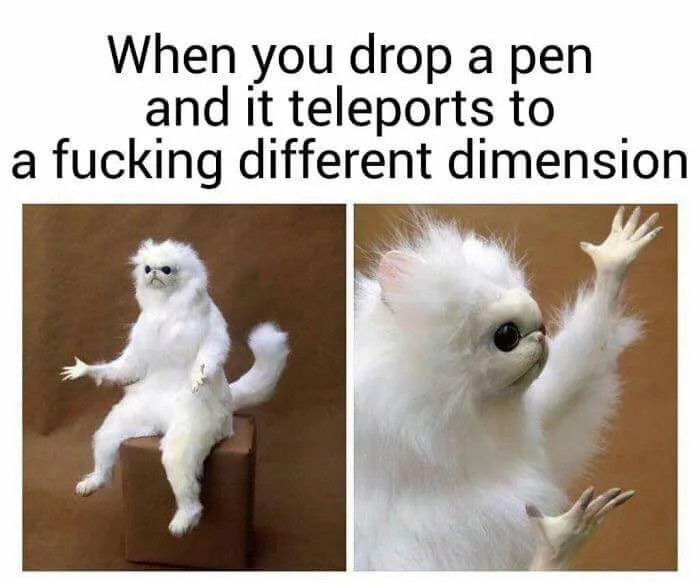 When you drop a pen
and it teleports to
a fucking different dimension